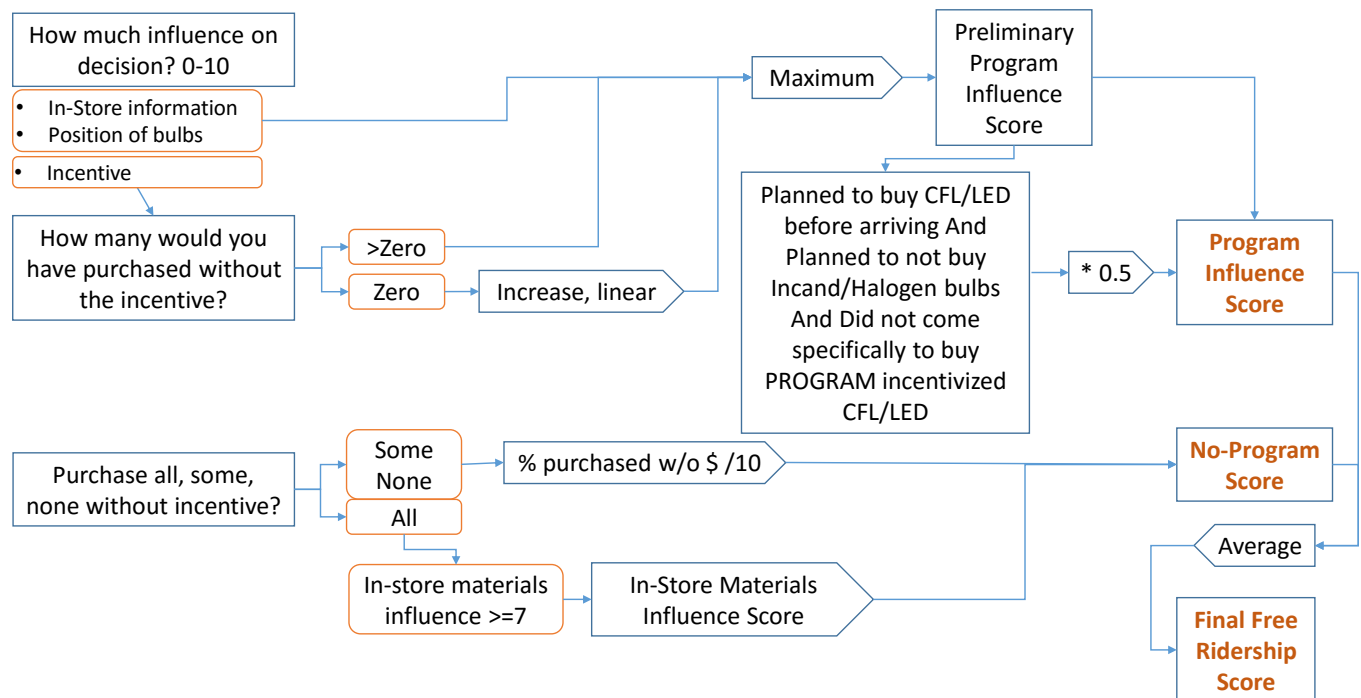 How much influence on
decision? 0-10
• In-Store information
• Position of bulbs
• Incentive
How many would you
have purchased without
the incentive?
>Zero
Zero
Increase, linear
Maximum
Preliminary
Program
Influence
Score
Planned to buy CFL/LED
before arriving And
Planned to not buy
Incand/Halogen bulbs
And Did not come
specifically to buy
PROGRAM incentivized
CFL/LED
* 0.5
Program
Influence
Score
Purchase all, some,
none without incentive?
Some
None
All
% purchased w/o $ /10
In-store materials
influence >=7
In-Store Materials
Influence Score
No-Program
Score
Average
Final Free
Ridership
Score